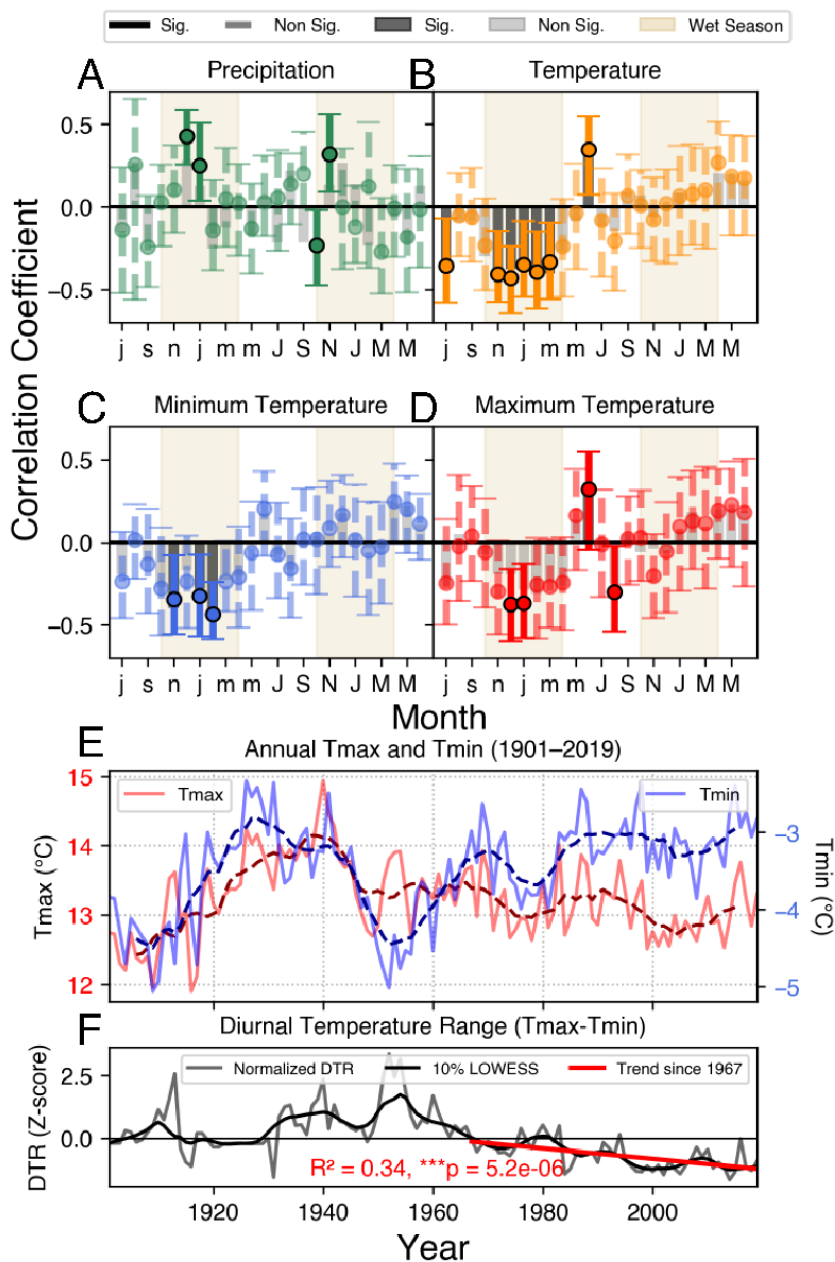 Sig. Non Sig. Sig. Non Sig. Wet Season
A Precipitation B Temperature
Correlation Coefficient
0.5
0.0
−0.5
j s n j m m J S N J M M
j s n j m m J S N J M M
C Minimum Temperature D Maximum Temperature
0.5
0.0
−0.5
j s n j m m J S N J M M
j s n j m m J S N J M M
Month
E Annual Tmax and Tmin (1901–2019)
Tmax Tmin
Tmax (°C)
15
14
13
12
Tmin (°C)
−3
−4
−5
F Diurnal Temperature Range (Tmax-Tmin)
Normalized DTR 10% LOWESS Trend since 1967
DTR (Z-score)
2.5
0.0
R² = 0.34, ***p = 5.2e-06
1920 1940 1960 1980 2000
Year